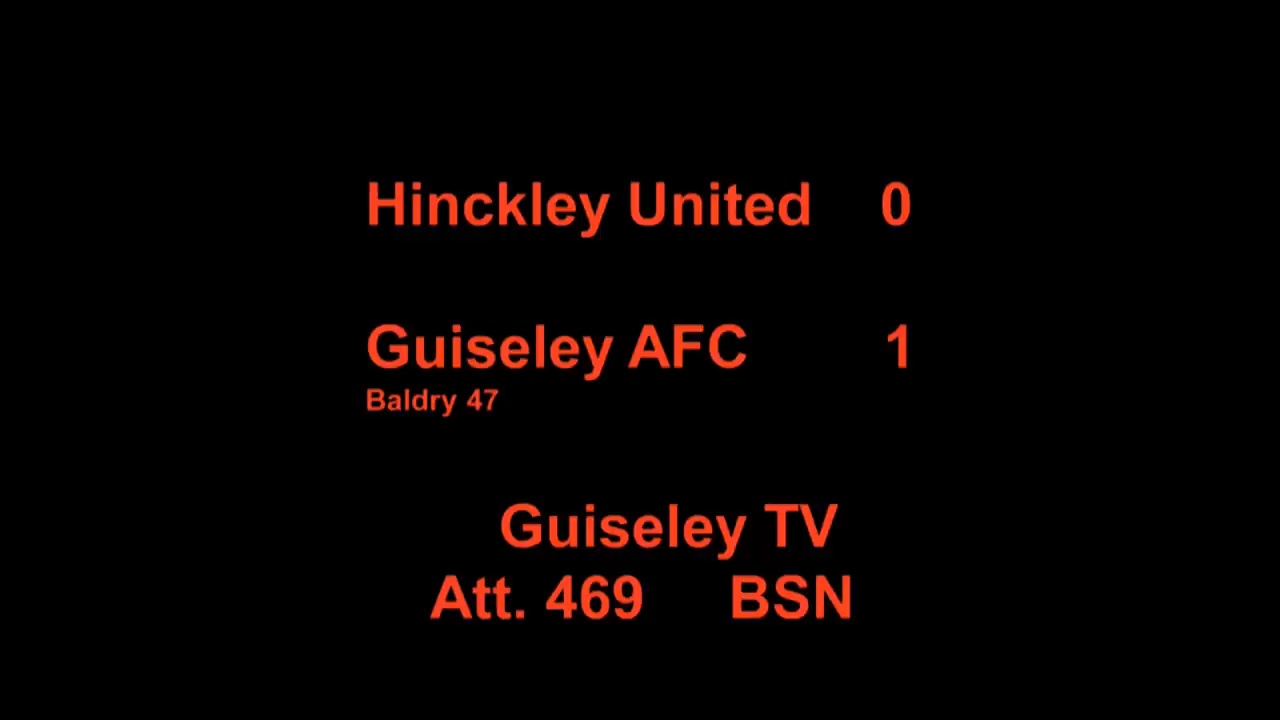 Hinckley United 0
Guiseley AFC 1
Baldry 47
Guiseley TV
Att. 469 BSN